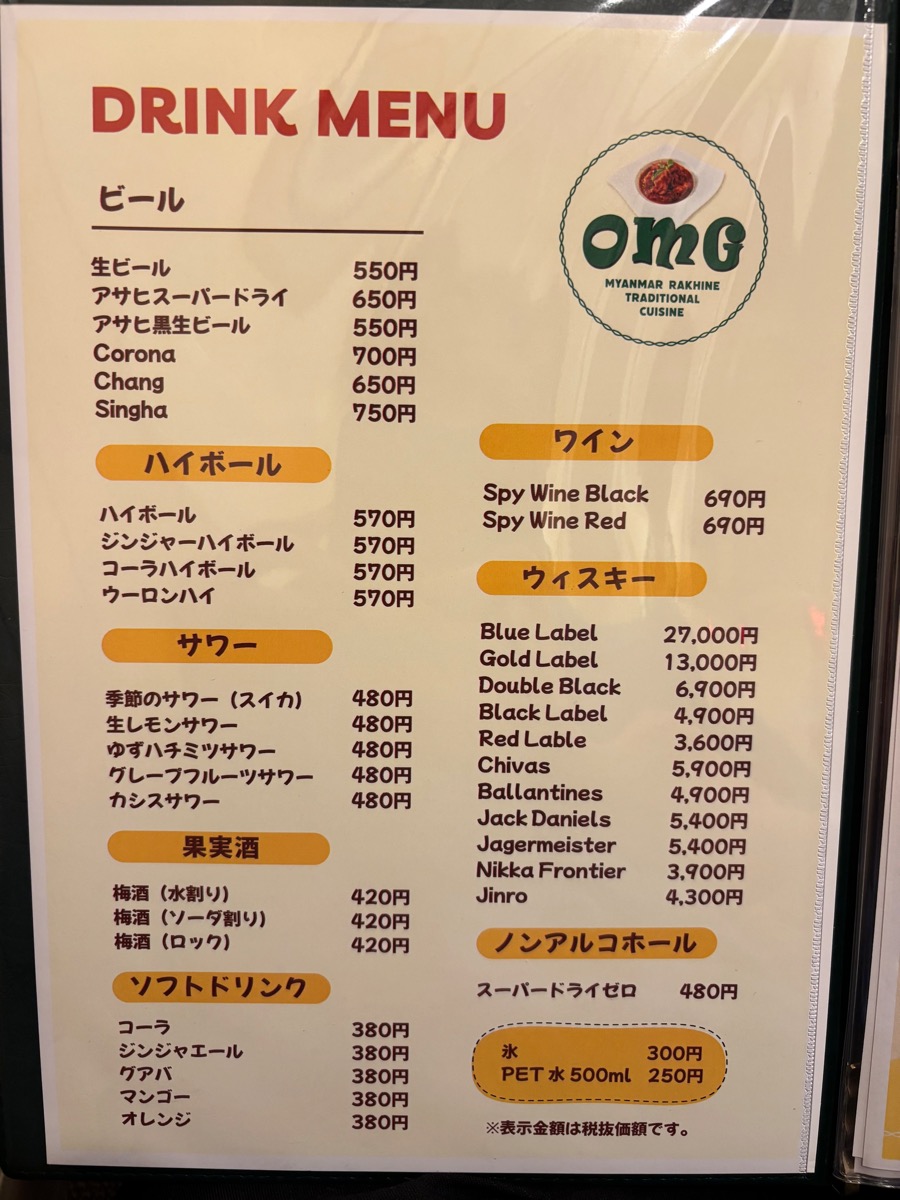 DRINK MENU
OMG
MYANMAR RAKHINE
TRADITIONAL
CUISINE
ビール
生ビール 550円
アサヒスーパードライ 650円
アサヒ黒生ビール 550円
Corona 700円
Chang 650円
Singha 750円
ハイボール
ハイボール 570円
ジンジャーハイボール 570円
コーラハイボール 570円
ウーロンハイ 570円
サワー
季節のサワー（スイカ） 480円
生レモンサワー 480円
ゆずハチミツサワー 480円
グレープフルーツサワー 480円
カシスサワー 480円
果実酒
梅酒（水割り） 420円
梅酒（ソーダ割り） 420円
梅酒（ロック） 420円
ソフトドリンク
コーラ 380円
ジンジャエール 380円
グアバ 380円
マンゴー 380円
オレンジ 380円
ワイン
Spy Wine Black 690円
Spy Wine Red 690円
ウィスキー
Blue Label 27,000円
Gold Label 13,000円
Double Black 6,900円
Black Label 4,900円
Red Lable 3,600円
Chivas 5,900円
Ballantines 4,900円
Jack Daniels 5,400円
Jagermeister 5,400円
Nikka Frontier 3,900円
Jinro 4,300円
ノンアルコホール
スーパードライゼロ 480円
氷 300円
PET 水 500ml 250円
※表示金額は税抜価額です。